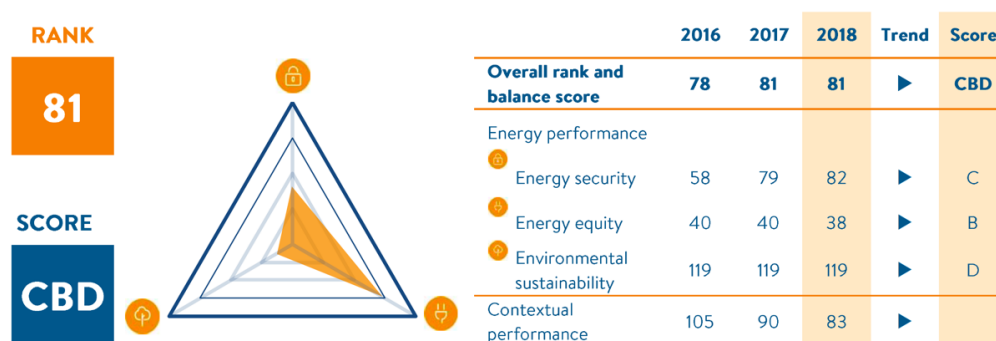 RANK
81
SCORE
CBD
2016 2017 2018 Trend Score
Overall rank and
balance score
78 81 81 CBD
Energy performance
Energy security 58 79 82 C
Energy equity 40 40 38 B
Environmental
sustainability
119 119 119 D
Contextual
performance
105 90 83